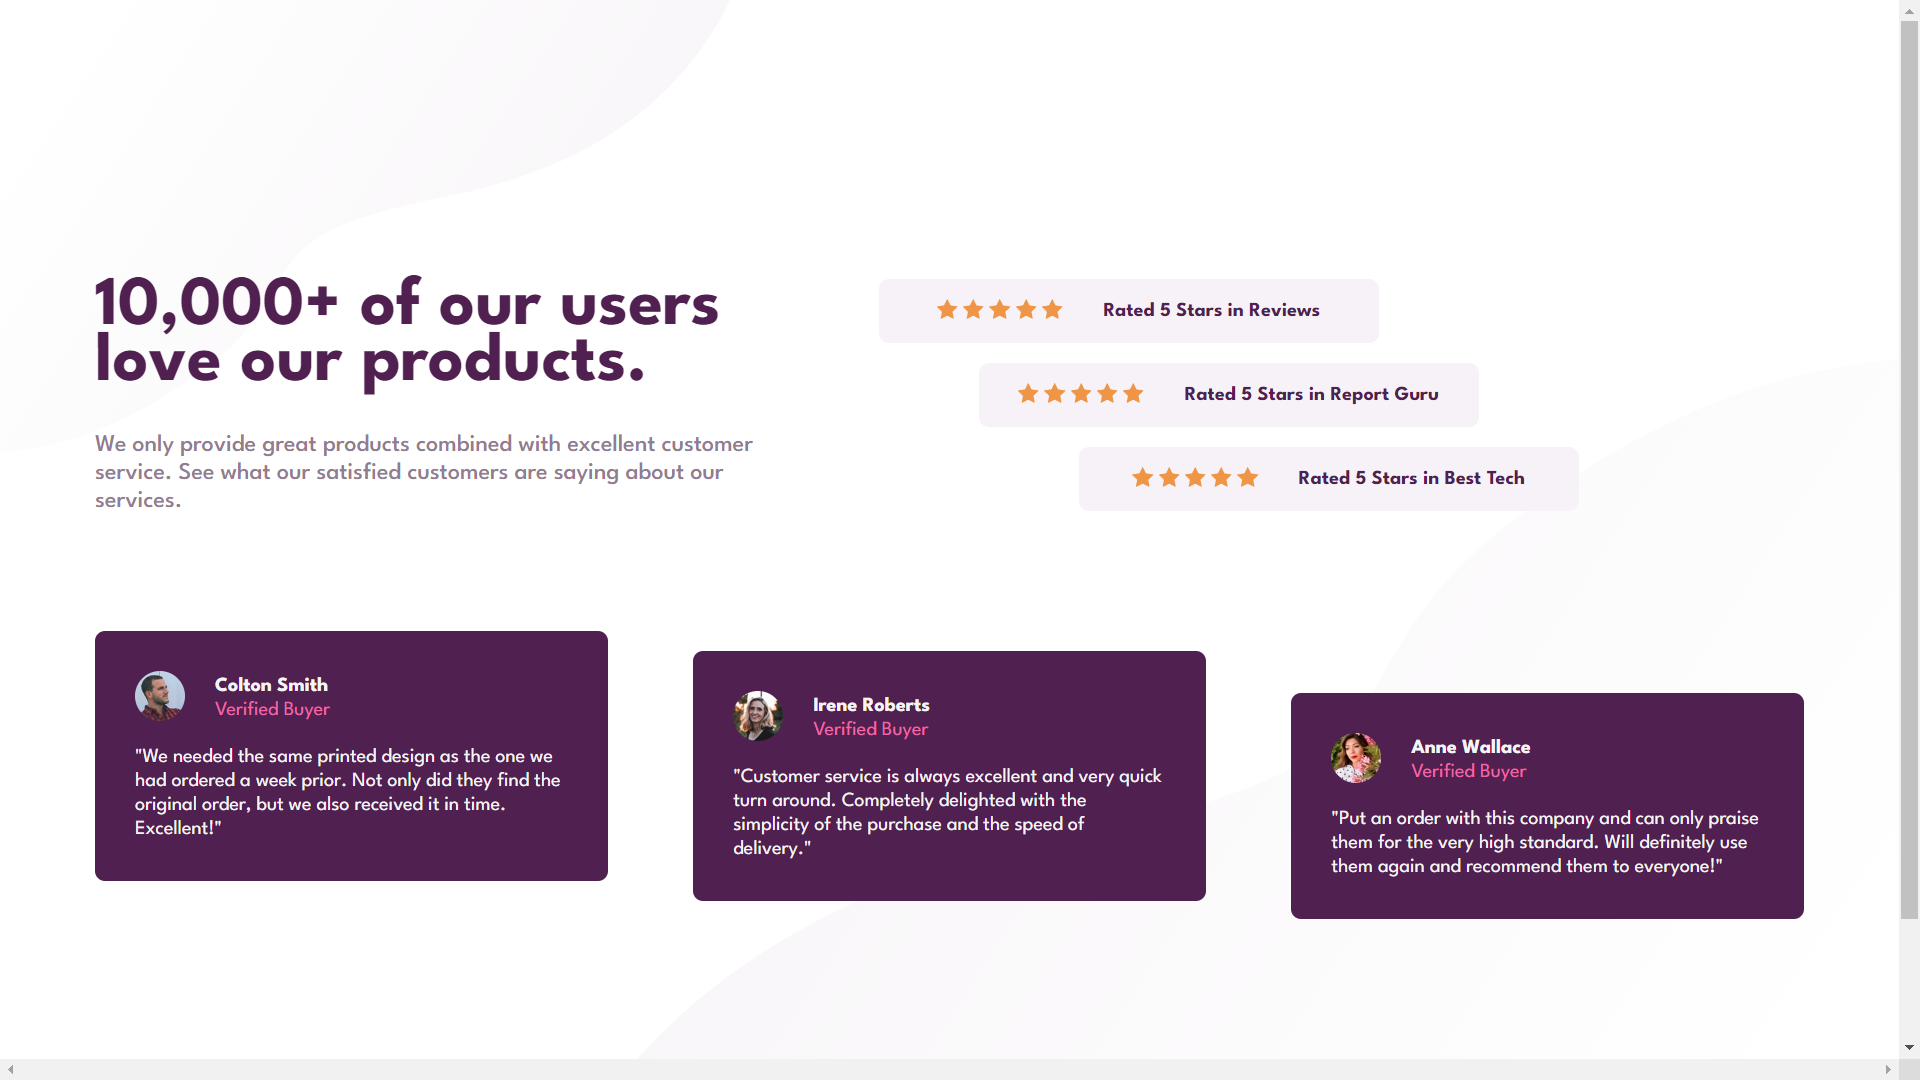 10,000+ of our users
love our products.
We only provide great products combined with excellent customer
service. See what our satisfied customers are saying about our
services.
Rated 5 Stars in Reviews
Rated 5 Stars in Report Guru
Rated 5 Stars in Best Tech
Colton Smith
Verified Buyer
"We needed the same printed design as the one we
had ordered a week prior. Not only did they find the
original order, but we also received it in time.
Excellent!"
Irene Roberts
Verified Buyer
"Customer service is always excellent and very quick
turn around. Completely delighted with the
simplicity of the purchase and the speed of
delivery."
Anne Wallace
Verified Buyer
"Put an order with this company and can only praise
them for the very high standard. Will definitely use
them again and recommend them to everyone!"